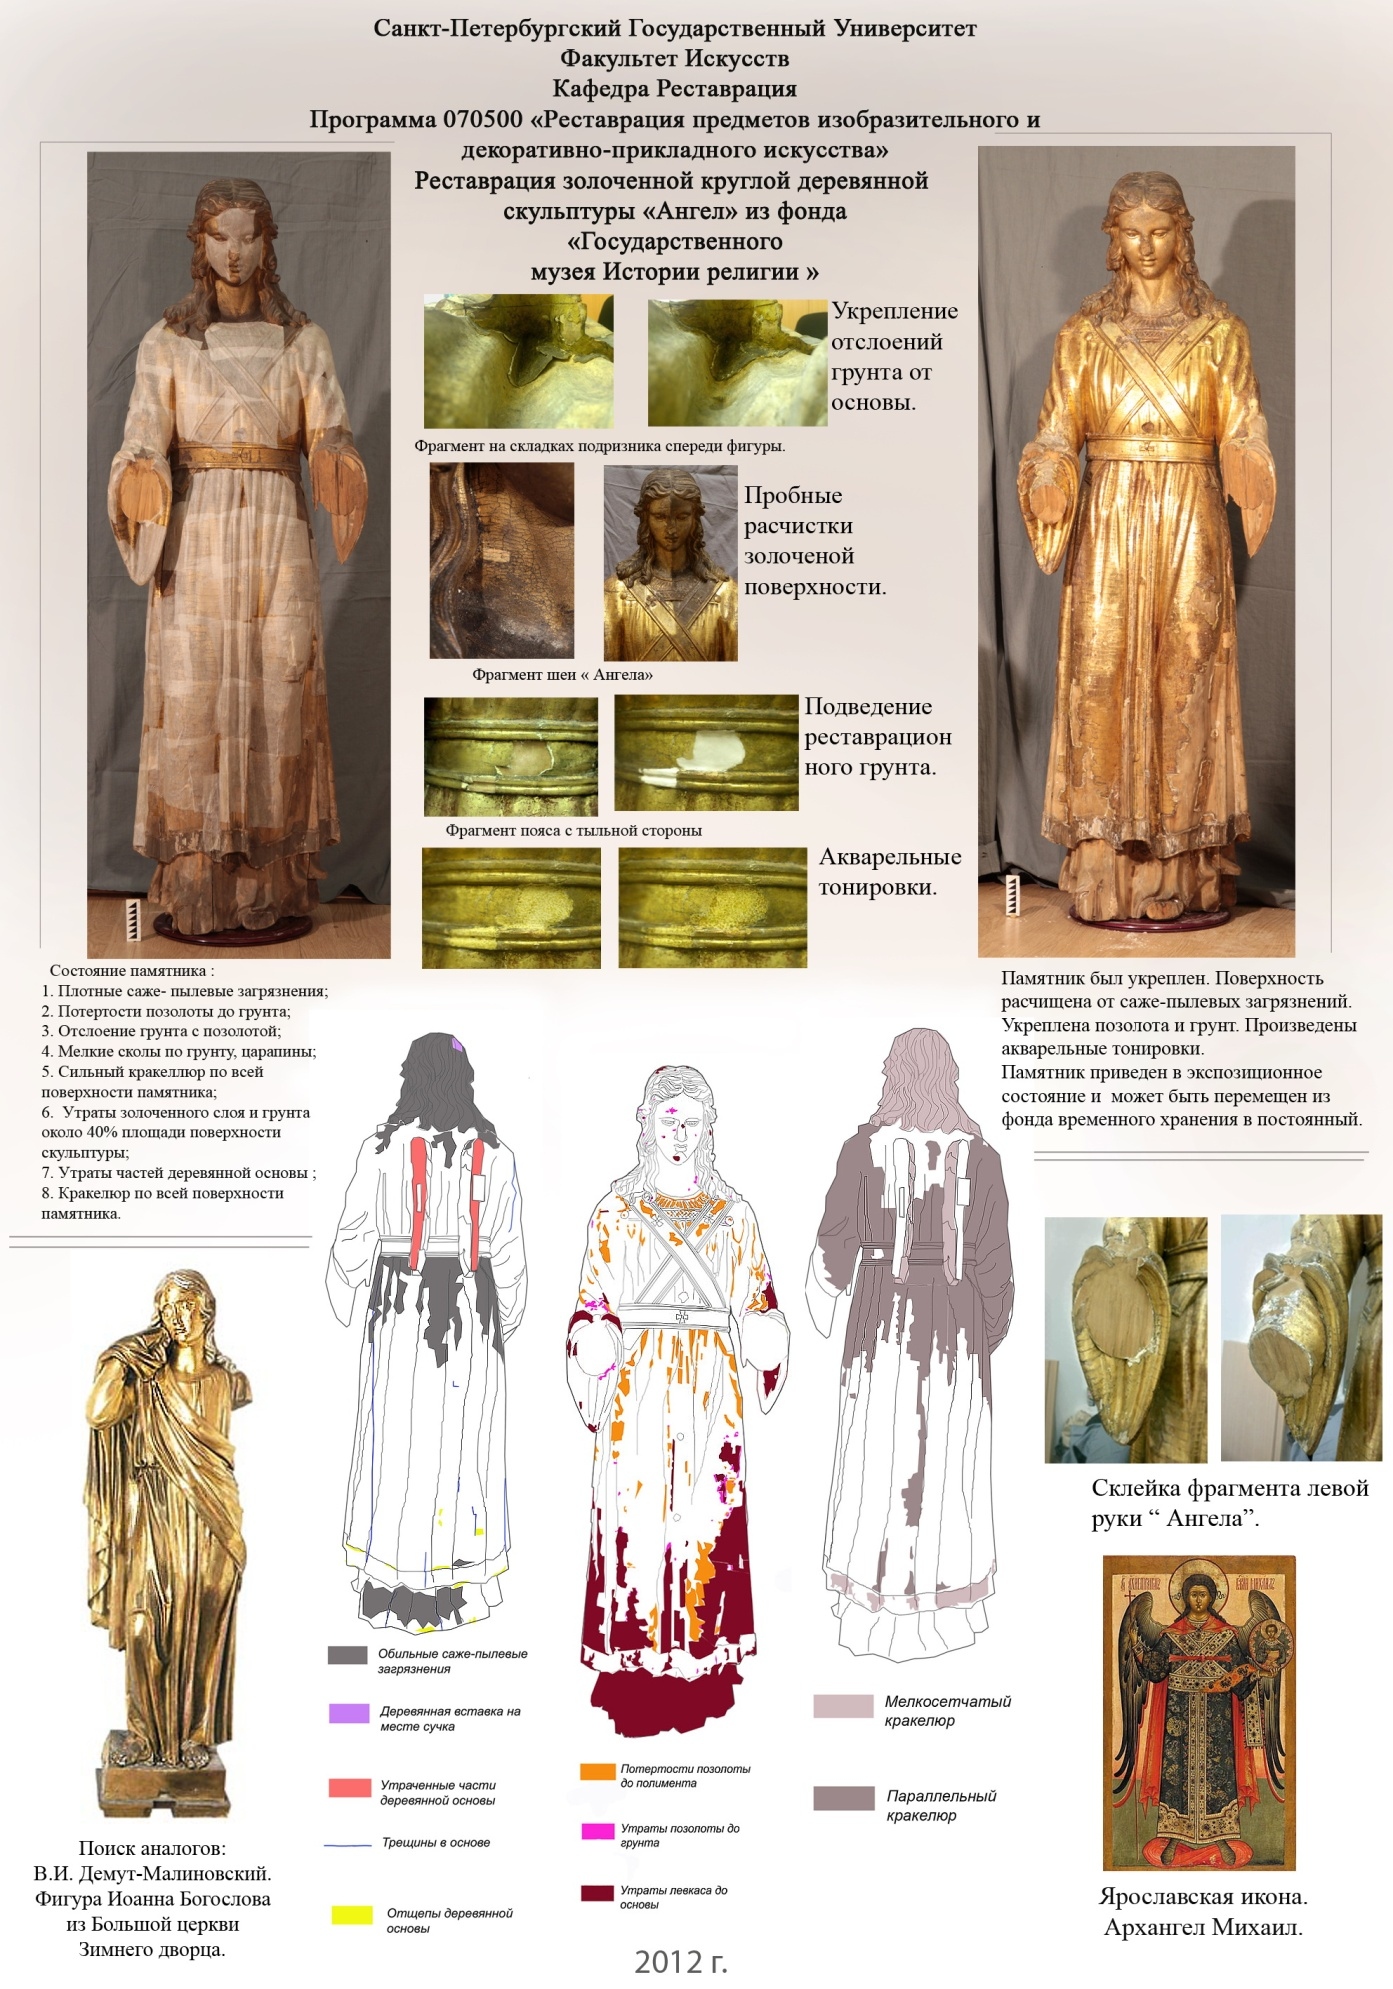 Санкт-Петербургский Государственный Университет
Факультет Искусств
Кафедра Реставрация
Программа 070500 «Реставрация предметов изобразительного и
декоративно-прикладного искусства»
Реставрация золоченной круглой деревянной
скульптуры «Ангел» из фонда
«Государственного
музея Истории религии »
Укрепление
отслоений
грунта от
основы.
Фрагмент на складках подризника спереди фигуры.
Пробные
расчистки
золоченой
поверхности.
Фрагмент шеи « Ангела»
Подведение
реставрацион
ного грунта.
Фрагмент пояса с тыльной стороны
Акварельные
тонировки.
Состояние памятника :
1. Плотные саже- пылевые загрязнения;
2. Потертости позолоты до грунта;
3. Отслоение грунта с позолотой;
4. Мелкие сколы по грунту, царапины;
5. Сильный кракеллюр по всей
поверхности памятника;
6. Утраты золоченного слоя и грунта
около 40% площади поверхности
скульптуры;
7. Утраты частей деревянной основы ;
8. Кракелюр по всей поверхности
памятника.
Памятник был укреплен. Поверхность
расчищена от саже-пылевых загрязнений.
Укреплена позолота и грунт. Произведены
акварельные тонировки.
Памятник приведен в экспозиционное
состояние и может быть перемещен из
фонда временного хранения в постоянный.
Обильные саже-пылевые
загрязнения
Деревянная вставка на
месте сучка
Утраченные части
деревянной основы
Трещины в основе
Отщепы деревянной
основы
Потертости позолоты
до полимента
Утраты позолоты до
грунта
Утраты левкаса до
основы
Мелкосетчатый
кракелюр
Параллельный
кракелюр
Склейка фрагмента левой
руки “ Ангела”.
Поиск аналогов:
В.И. Демут-Малиновский.
Фигура Иоанна Богослова
из Большой церкви
Зимнего дворца.
Ярославская икона.
Архангел Михаил.
2012 г.